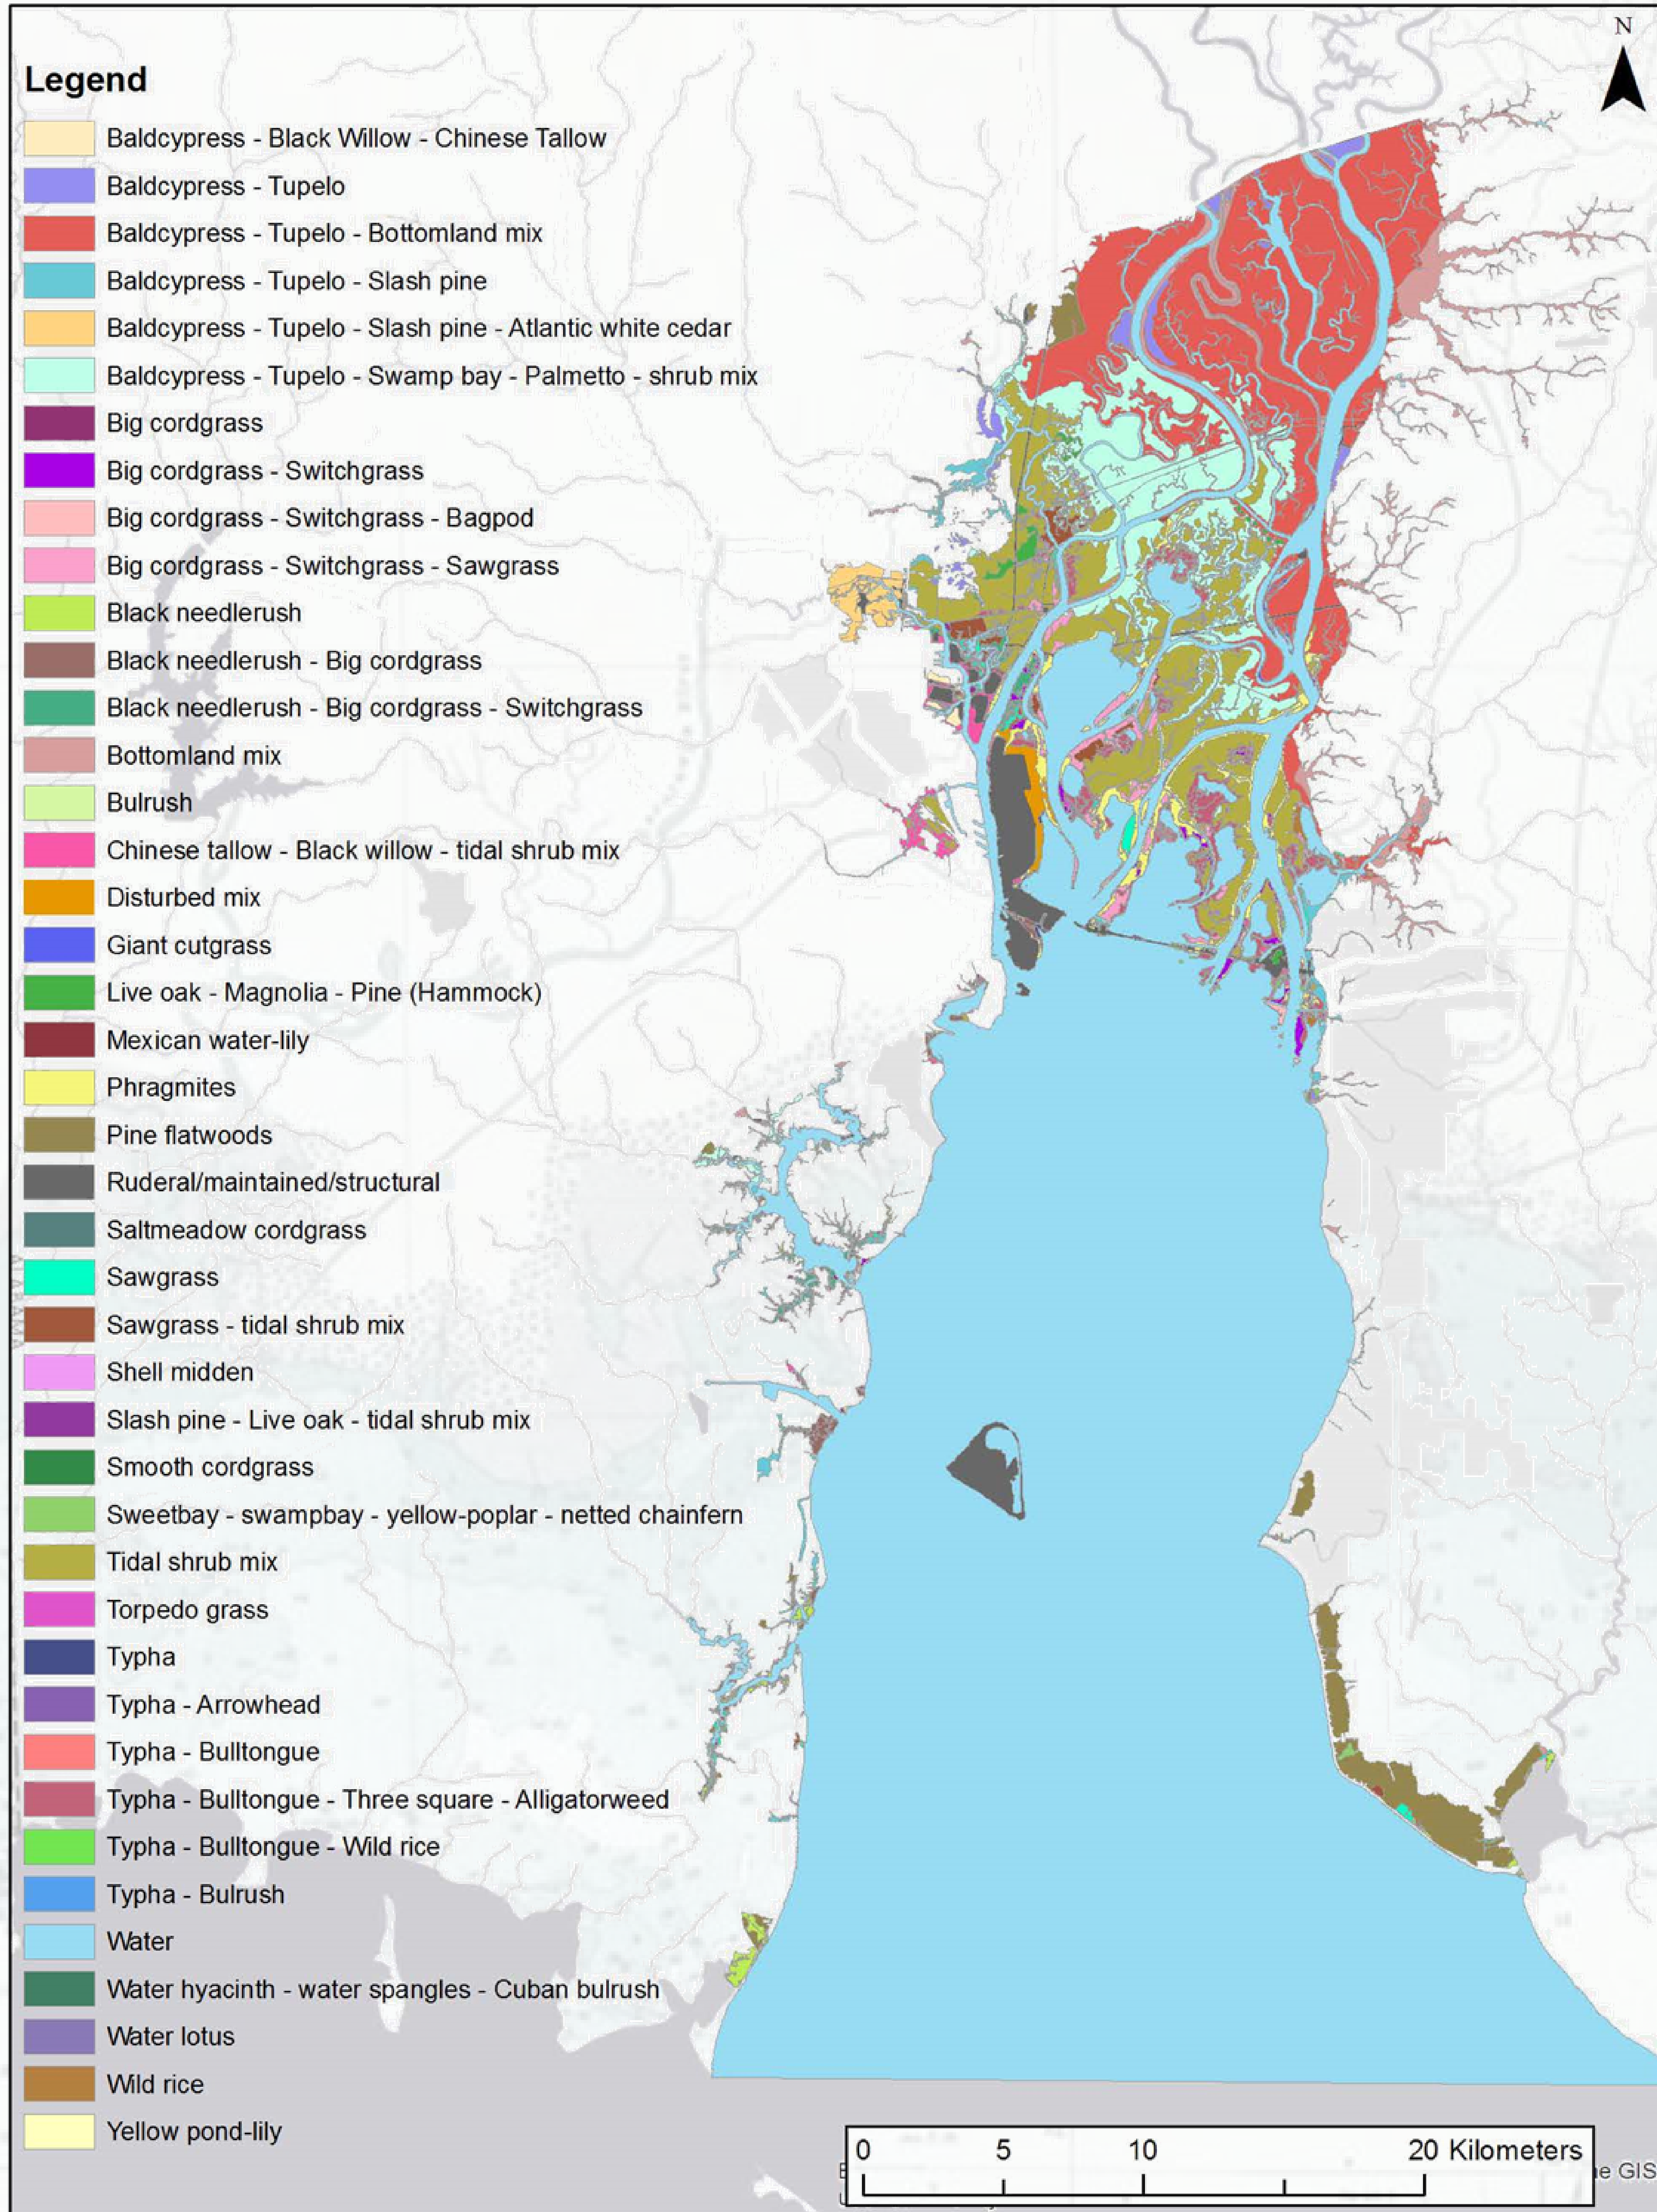 N
Legend
Baldcypress - Black Willow - Chinese Tallow
Baldcypress - Tupelo
Baldcypress - Tupelo - Bottomland mix
Baldcypress - Tupelo - Slash pine
Baldcypress - Tupelo - Slash pine - Atlantic white cedar
Baldcypress - Tupelo - Swamp bay - Palmetto - shrub mix
Big cordgrass
Big cordgrass - Switchgrass
Big cordgrass - Switchgrass - Bagpod
Big cordgrass - Switchgrass - Sawgrass
Black needlerush
Black needlerush - Big cordgrass
Black needlerush - Big cordgrass - Switchgrass
Bottomland mix
Bulrush
Chinese tallow - Black willow - tidal shrub mix
Disturbed mix
Giant cutgrass
Live oak - Magnolia - Pine (Hammock)
Mexican water-lily
Phragmites
Pine flatwoods
Ruderal/maintained/structural
Saltmeadow cordgrass
Sawgrass
Sawgrass - tidal shrub mix
Shell midden
Slash pine - Live oak - tidal shrub mix
Smooth cordgrass
Sweetbay - swampbay - yellow-poplar - netted chainfern
Tidal shrub mix
Torpedo grass
Typha
Typha - Arrowhead
Typha - Bulltongue
Typha - Bulltongue - Three square - Alligatorweed
Typha - Bulltongue - Wild rice
Typha - Bulrush
Water
Water hyacinth - water spangles - Cuban bulrush
Water lotus
Wild rice
Yellow pond-lily
ALABAMA
0 5 10 20 Kilometers
GIS